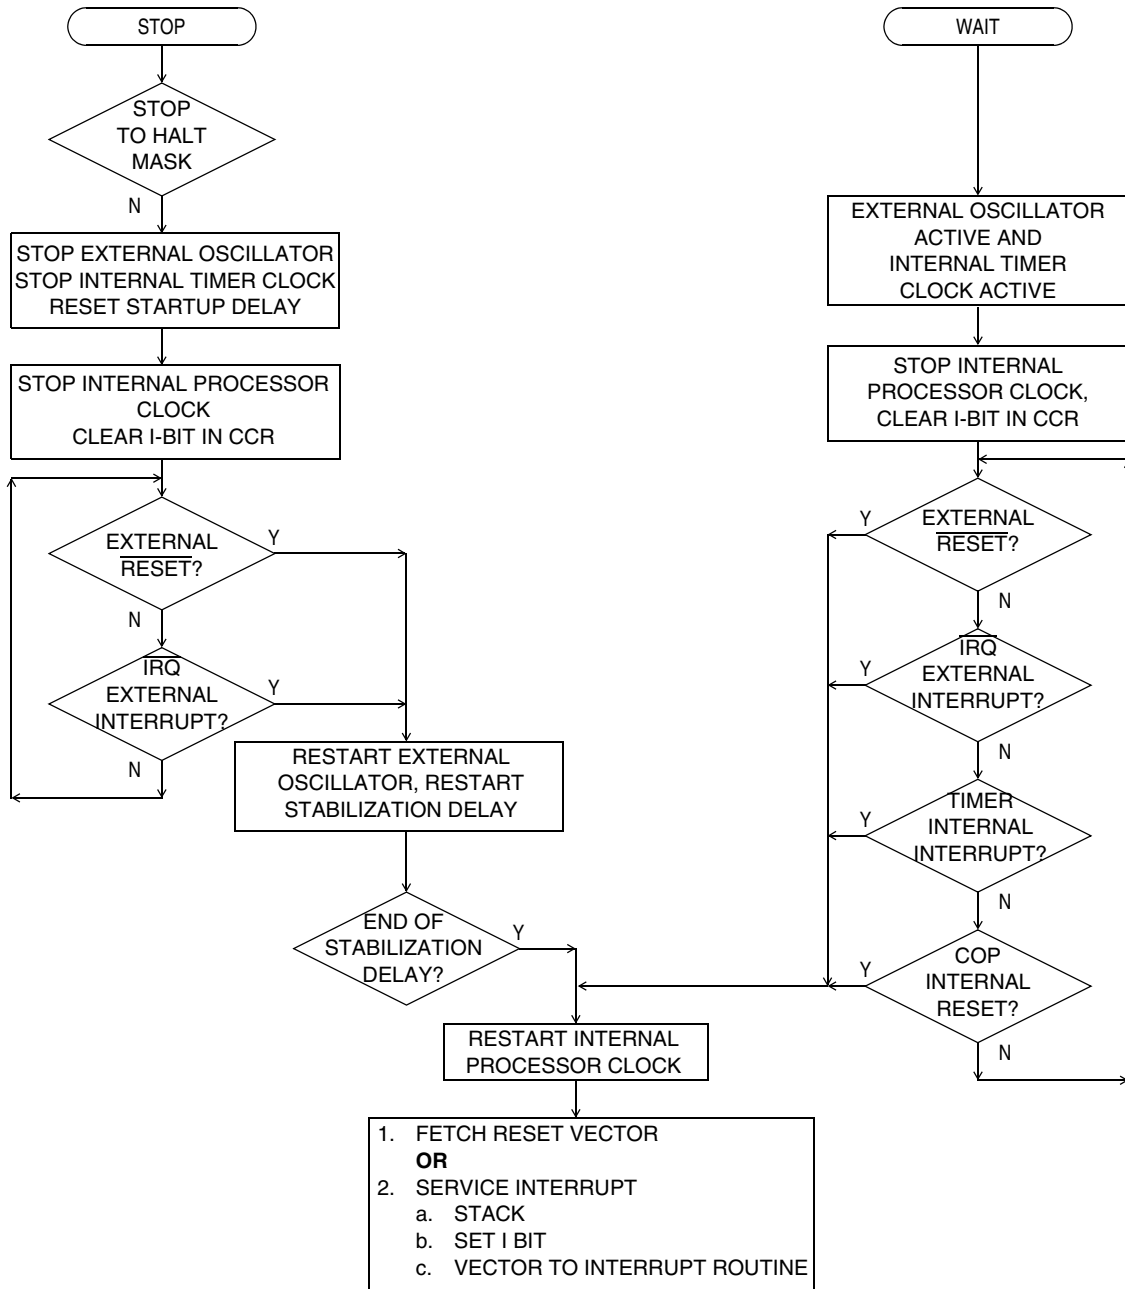 STOP
STOP
TO HALT
MASK
N
STOP EXTERNAL OSCILLATOR
STOP INTERNAL TIMER CLOCK
RESET STARTUP DELAY
STOP INTERNAL PROCESSOR
CLOCK
CLEAR I-BIT IN CCR
EXTERNAL
RESET?
Y
N
IRQ
EXTERNAL
INTERRUPT?
Y
N
RESTART EXTERNAL
OSCILLATOR, RESTART
STABILIZATION DELAY
END OF
STABILIZATION
DELAY?
Y
WAIT
EXTERNAL OSCILLATOR
ACTIVE AND
INTERNAL TIMER
CLOCK ACTIVE
STOP INTERNAL
PROCESSOR CLOCK,
CLEAR I-BIT IN CCR
Y
EXTERNAL
RESET?
N
Y
IRQ
EXTERNAL
INTERRUPT?
N
Y
TIMER
INTERNAL
INTERRUPT?
N
Y
COP
INTERNAL
RESET?
N
RESTART INTERNAL
PROCESSOR CLOCK
1. FETCH RESET VECTOR
OR
2. SERVICE INTERRUPT
a. STACK
b. SET I BIT
c. VECTOR TO INTERRUPT ROUTINE